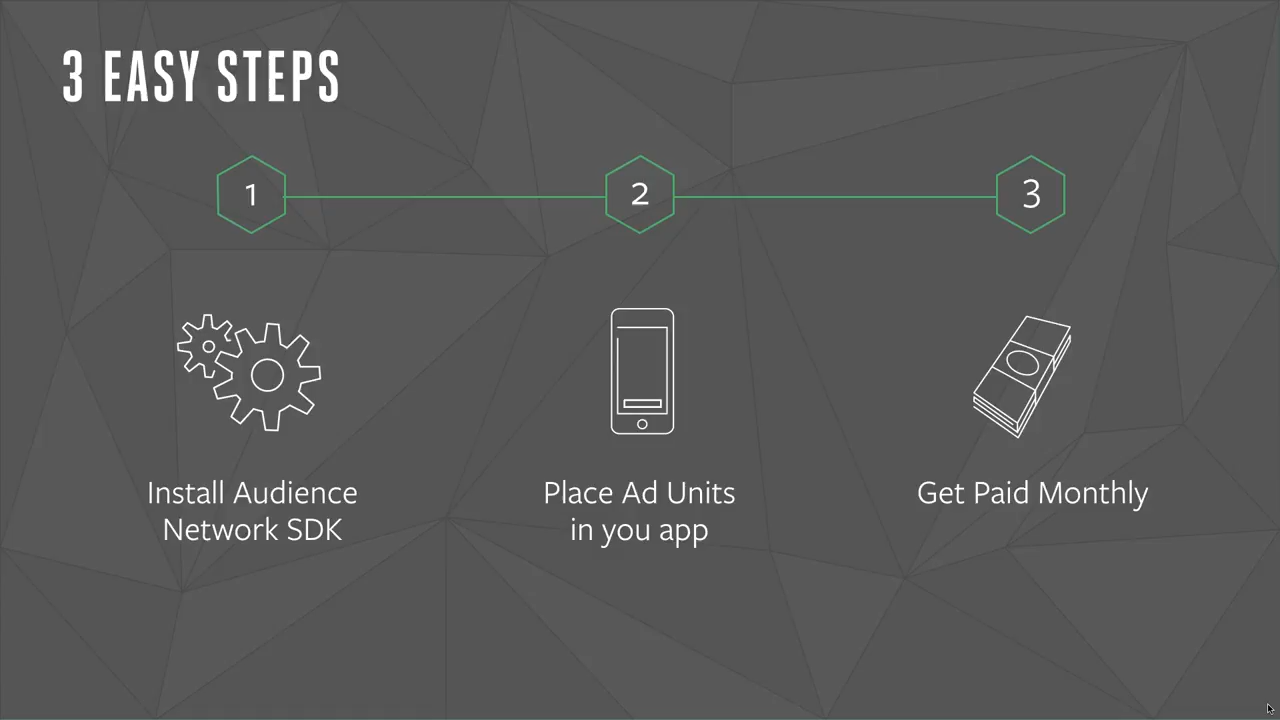 3 EASY STEPS
1
2
3
Install Audience
Network SDK
Place Ad Units
in you app
Get Paid Monthly